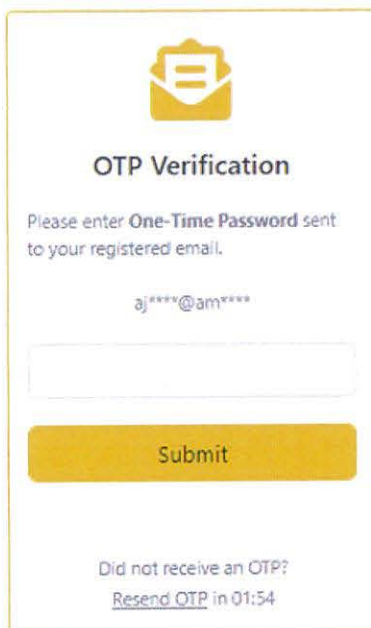 OTP Verification
Please enter One-Time Password sent
to your registered email.
aj****@am****
Submit
Did not receive an OTP?
Resend OTP in 01:54